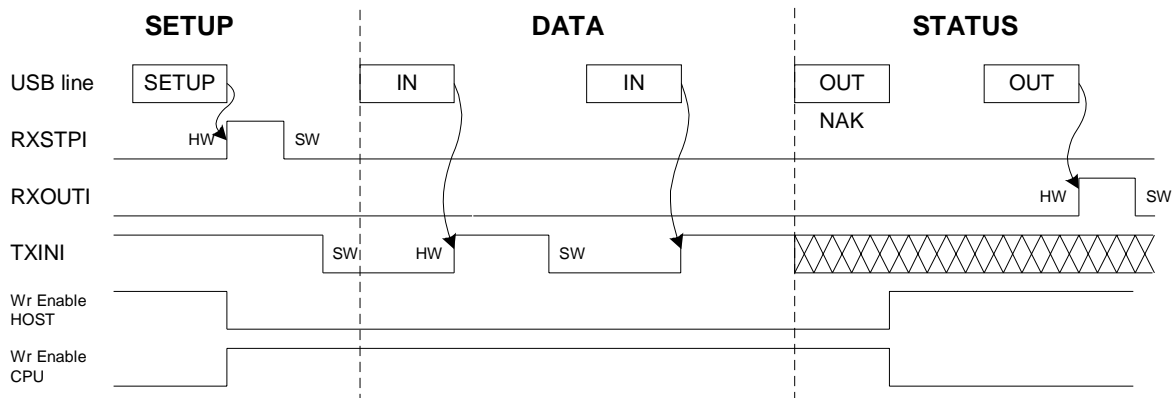 SETUP DATA STATUS
USB line SETUP IN IN OUT OUT
NAK
RXSTPI HW SW
RXOUTI HW SW
TXINI SW HW SW
Wr Enable
HOST
Wr Enable
CPU